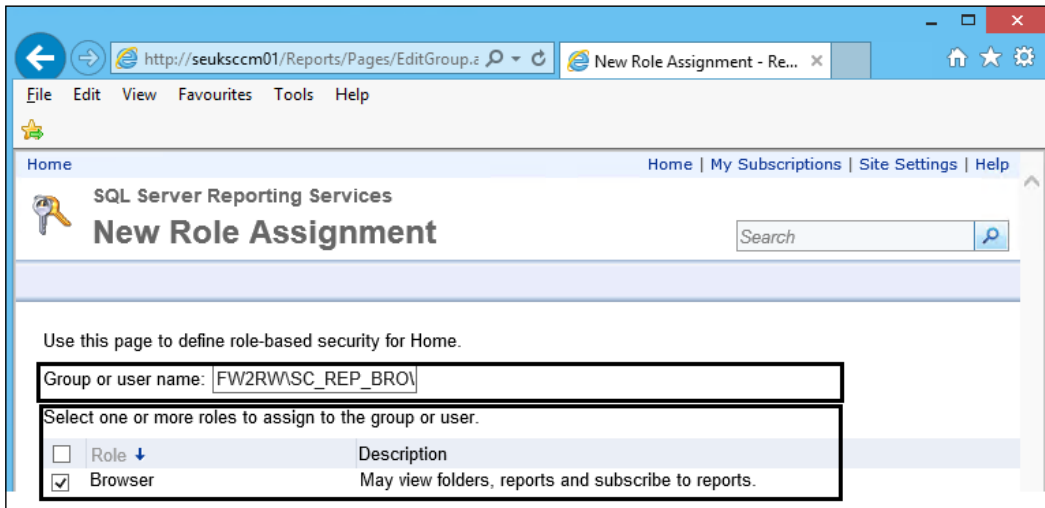 http://seuksccm01/Reports/Pages/EditGroup.a
New Role Assignment - Re...
File Edit View Favourites Tools Help
Home
Home | My Subscriptions | Site Settings | Help
SQL Server Reporting Services
New Role Assignment
Search
Use this page to define role-based security for Home.
Group or user name: FW2RW\SC_REP_BRO\
Select one or more roles to assign to the group or user.
Role Description
Browser May view folders, reports and subscribe to reports.